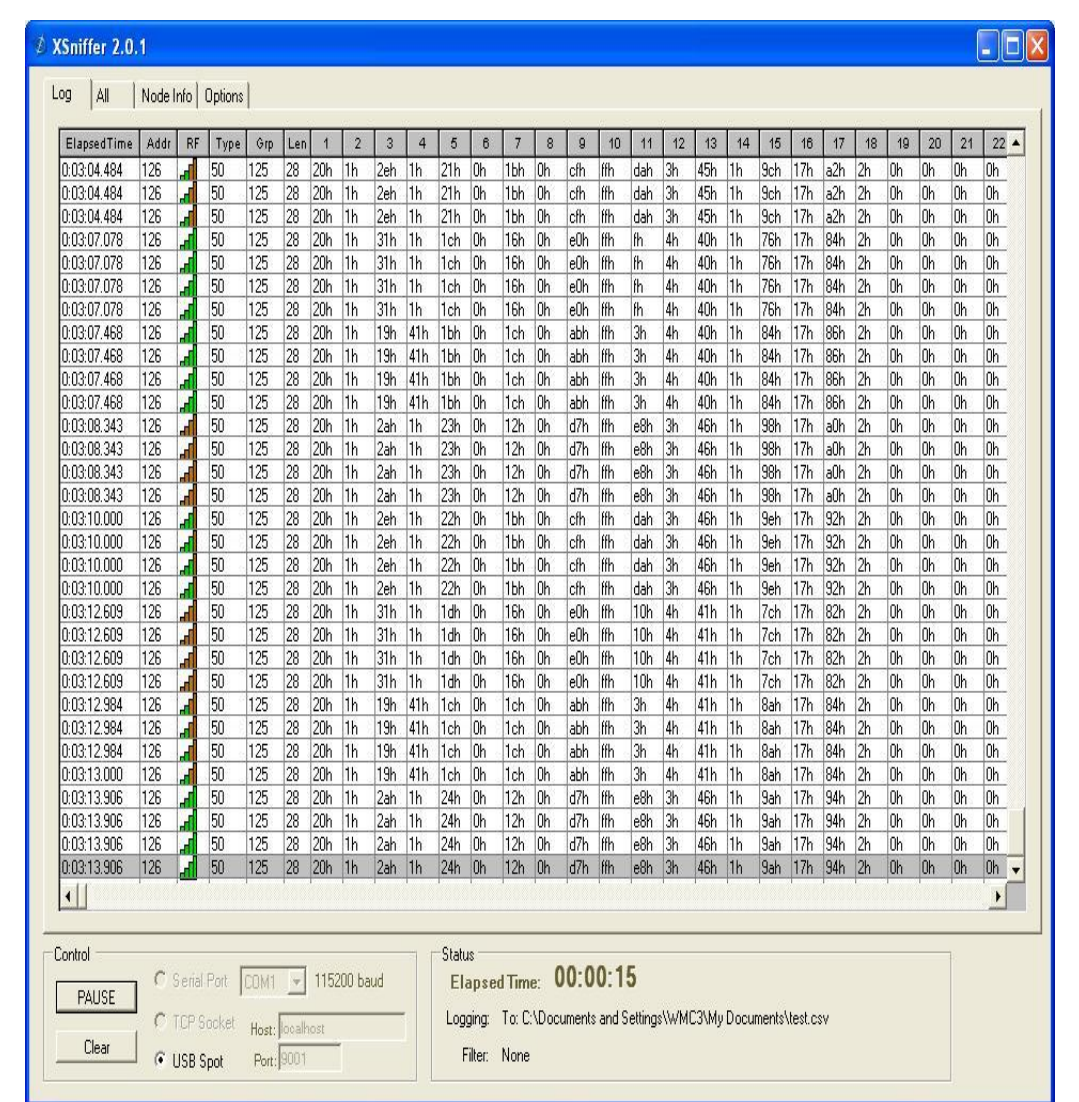 XSniffer 2.0.1
Log All Node Info Options
ElapsedTime Addr RF Type Grp Len 1 2 3 4 5 6 7 8 9 10 11 12 13 14 15 16 17 18 19 20 21 22
0:03:04.484 126 50 125 28 20h 1h 2eh 1h 21h 0h 1bh 0h cfh ffh dah 3h 45h 1h 9ch 17h a2h 2h 0h 0h 0h 0h
0:03:04.484 126 50 125 28 20h 1h 2eh 1h 21h 0h 1bh 0h cfh ffh dah 3h 45h 1h 9ch 17h a2h 2h 0h 0h 0h 0h
0:03:04.484 126 50 125 28 20h 1h 2eh 1h 21h 0h 1bh 0h cfh ffh dah 3h 45h 1h 9ch 17h a2h 2h 0h 0h 0h 0h
0:03:07.078 126 50 125 28 20h 1h 31h 1h 1ch 0h 16h 0h e0h ffh fh 4h 40h 1h 76h 17h 84h 2h 0h 0h 0h 0h
0:03:07.078 126 50 125 28 20h 1h 31h 1h 1ch 0h 16h 0h e0h ffh fh 4h 40h 1h 76h 17h 84h 2h 0h 0h 0h 0h
0:03:07.078 126 50 125 28 20h 1h 31h 1h 1ch 0h 16h 0h e0h ffh fh 4h 40h 1h 76h 17h 84h 2h 0h 0h 0h 0h
0:03:07.078 126 50 125 28 20h 1h 31h 1h 1ch 0h 16h 0h e0h ffh fh 4h 40h 1h 76h 17h 84h 2h 0h 0h 0h 0h
0:03:07.468 126 50 125 28 20h 1h 19h 41h 1bh 0h 1ch 0h abh ffh 3h 4h 40h 1h 84h 17h 86h 2h 0h 0h 0h 0h
0:03:07.468 126 50 125 28 20h 1h 19h 41h 1bh 0h 1ch 0h abh ffh 3h 4h 40h 1h 84h 17h 86h 2h 0h 0h 0h 0h
0:03:07.468 126 50 125 28 20h 1h 19h 41h 1bh 0h 1ch 0h abh ffh 3h 4h 40h 1h 84h 17h 86h 2h 0h 0h 0h 0h
0:03:07.468 126 50 125 28 20h 1h 19h 41h 1bh 0h 1ch 0h abh ffh 3h 4h 40h 1h 84h 17h 86h 2h 0h 0h 0h 0h
0:03:08.343 126 50 125 28 20h 1h 2ah 1h 23h 0h 12h 0h d7h ffh e8h 3h 46h 1h 98h 17h a0h 2h 0h 0h 0h 0h
0:03:08.343 126 50 125 28 20h 1h 2ah 1h 23h 0h 12h 0h d7h ffh e8h 3h 46h 1h 98h 17h a0h 2h 0h 0h 0h 0h
0:03:08.343 126 50 125 28 20h 1h 2ah 1h 23h 0h 12h 0h d7h ffh e8h 3h 46h 1h 98h 17h a0h 2h 0h 0h 0h 0h
0:03:08.343 126 50 125 28 20h 1h 2ah 1h 23h 0h 12h 0h d7h ffh e8h 3h 46h 1h 98h 17h a0h 2h 0h 0h 0h 0h
0:03:10.000 126 50 125 28 20h 1h 2eh 1h 22h 0h 1bh 0h cfh ffh dah 3h 46h 1h 9eh 17h 92h 2h 0h 0h 0h 0h
0:03:10.000 126 50 125 28 20h 1h 2eh 1h 22h 0h 1bh 0h cfh ffh dah 3h 46h 1h 9eh 17h 92h 2h 0h 0h 0h 0h
0:03:10.000 126 50 125 28 20h 1h 2eh 1h 22h 0h 1bh 0h cfh ffh dah 3h 46h 1h 9eh 17h 92h 2h 0h 0h 0h 0h
0:03:10.000 126 50 125 28 20h 1h 2eh 1h 22h 0h 1bh 0h cfh ffh dah 3h 46h 1h 9eh 17h 92h 2h 0h 0h 0h 0h
0:03:12.609 126 50 125 28 20h 1h 31h 1h 1dh 0h 16h 0h e0h ffh 10h 4h 41h 1h 7ch 17h 82h 2h 0h 0h 0h 0h
0:03:12.609 126 50 125 28 20h 1h 31h 1h 1dh 0h 16h 0h e0h ffh 10h 4h 41h 1h 7ch 17h 82h 2h 0h 0h 0h 0h
0:03:12.609 126 50 125 28 20h 1h 31h 1h 1dh 0h 16h 0h e0h ffh 10h 4h 41h 1h 7ch 17h 82h 2h 0h 0h 0h 0h
0:03:12.609 126 50 125 28 20h 1h 31h 1h 1dh 0h 16h 0h e0h ffh 10h 4h 41h 1h 7ch 17h 82h 2h 0h 0h 0h 0h
0:03:12.984 126 50 125 28 20h 1h 19h 41h 1ch 0h 1ch 0h abh ffh 3h 4h 41h 1h 8ah 17h 84h 2h 0h 0h 0h 0h
0:03:12.984 126 50 125 28 20h 1h 19h 41h 1ch 0h 1ch 0h abh ffh 3h 4h 41h 1h 8ah 17h 84h 2h 0h 0h 0h 0h
0:03:12.984 126 50 125 28 20h 1h 19h 41h 1ch 0h 1ch 0h abh ffh 3h 4h 41h 1h 8ah 17h 84h 2h 0h 0h 0h 0h
0:03:13.000 126 50 125 28 20h 1h 19h 41h 1ch 0h 1ch 0h abh ffh 3h 4h 41h 1h 8ah 17h 84h 2h 0h 0h 0h 0h
0:03:13.906 126 50 125 28 20h 1h 2ah 1h 24h 0h 12h 0h d7h ffh e8h 3h 46h 1h 9ah 17h 94h 2h 0h 0h 0h 0h
0:03:13.906 126 50 125 28 20h 1h 2ah 1h 24h 0h 12h 0h d7h ffh e8h 3h 46h 1h 9ah 17h 94h 2h 0h 0h 0h 0h
0:03:13.906 126 50 125 28 20h 1h 2ah 1h 24h 0h 12h 0h d7h ffh e8h 3h 46h 1h 9ah 17h 94h 2h 0h 0h 0h 0h
0:03:13.906 126 50 125 28 20h 1h 2ah 1h 24h 0h 12h 0h d7h ffh e8h 3h 46h 1h 9ah 17h 94h 2h 0h 0h 0h 0h
Control
PAUSE
Clear
Serial Port COM1 115200 baud
TCP Socket Host: localhost
USB Spot Port: 9001
Status
Elapsed Time: 00:00:15
Logging: To: C:\Documents and Settings\WMC3\My Documents\test.csv
Filter: None